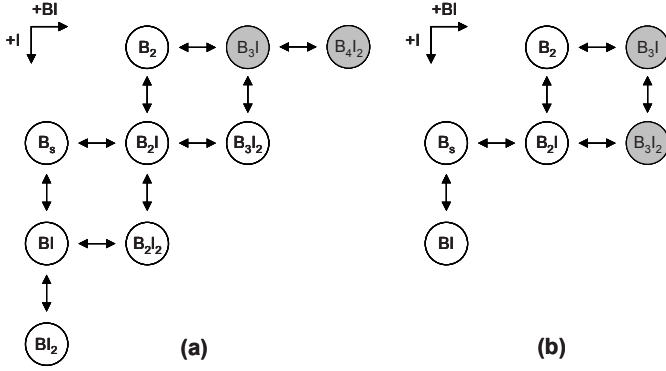 +BI +BI
+I B₂ B₃I B₄I₂ +I B₂ B₃I
Bₛ B₂I B₃I₂ Bₛ B₂I B₃I₂
BI B₂I₂ BI
BI₂ (a) (b)